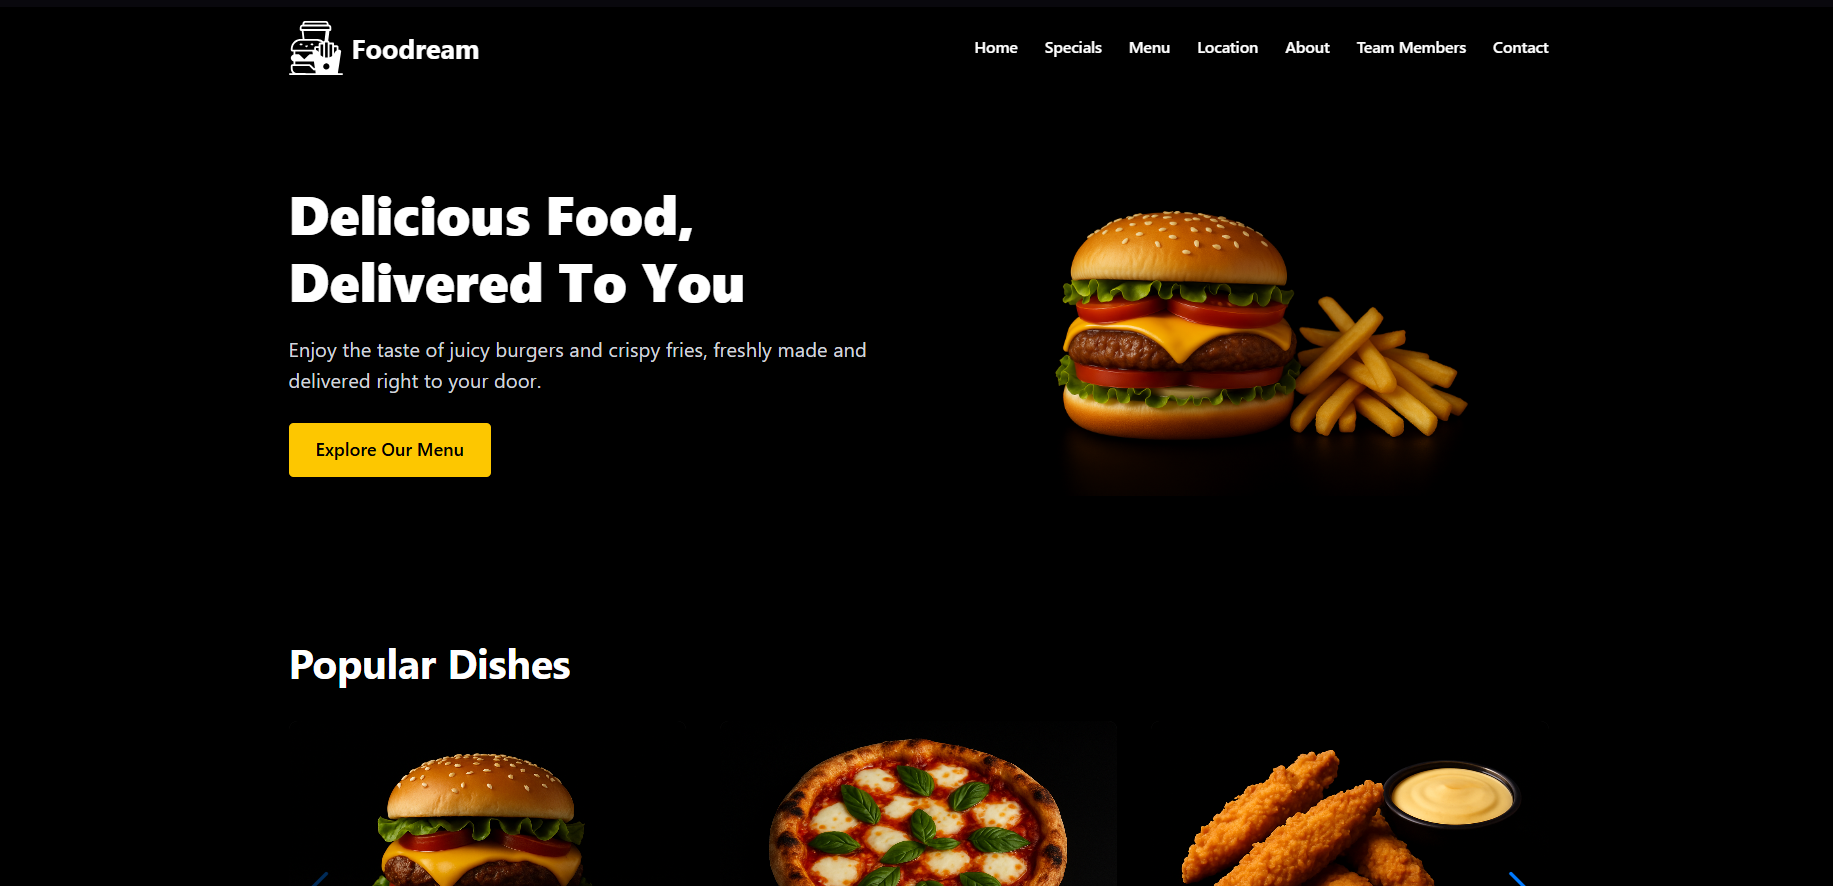 Foodream
Home Specials Menu Location About Team Members Contact
Delicious Food,
Delivered To You
Enjoy the taste of juicy burgers and crispy fries, freshly made and
delivered right to your door.
Explore Our Menu
Popular Dishes